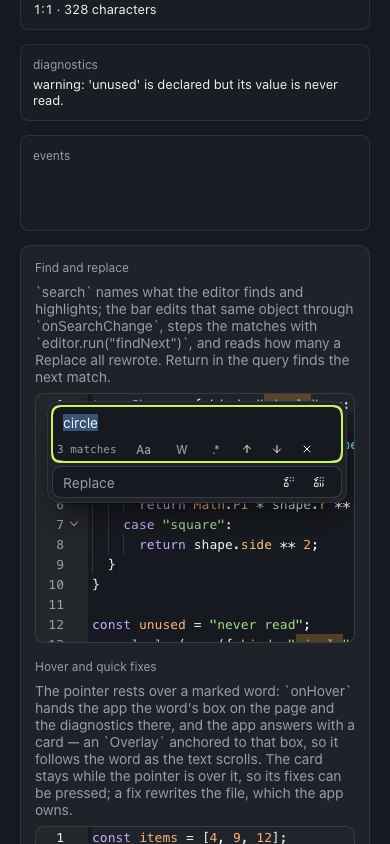 1:1 · 328 characters
diagnostics
warning: 'unused' is declared but its value is never
read.
events
Find and replace
`search` names what the editor finds and
highlights; the bar edits that same object through
`onSearchChange`, steps the matches with
`editor.run("findNext")`, and reads how many a
Replace all rewrote. Return in the query finds the
next match.
circle
3 matches Aa W .*
Replace
6 return Math.PI * shape.r **
7 case "square":
8 return shape.side ** 2;
9 }
10 }
11
12 const unused = "never read";
Hover and quick fixes
The pointer rests over a marked word: `onHover`
hands the app the word's box on the page and
the diagnostics there, and the app answers with a
card — an `Overlay` anchored to that box, so it
follows the word as the text scrolls. The card
stays while the pointer is over it, so its fixes can
be pressed; a fix rewrites the file, which the app
owns.
1 const items = [4, 9, 12];